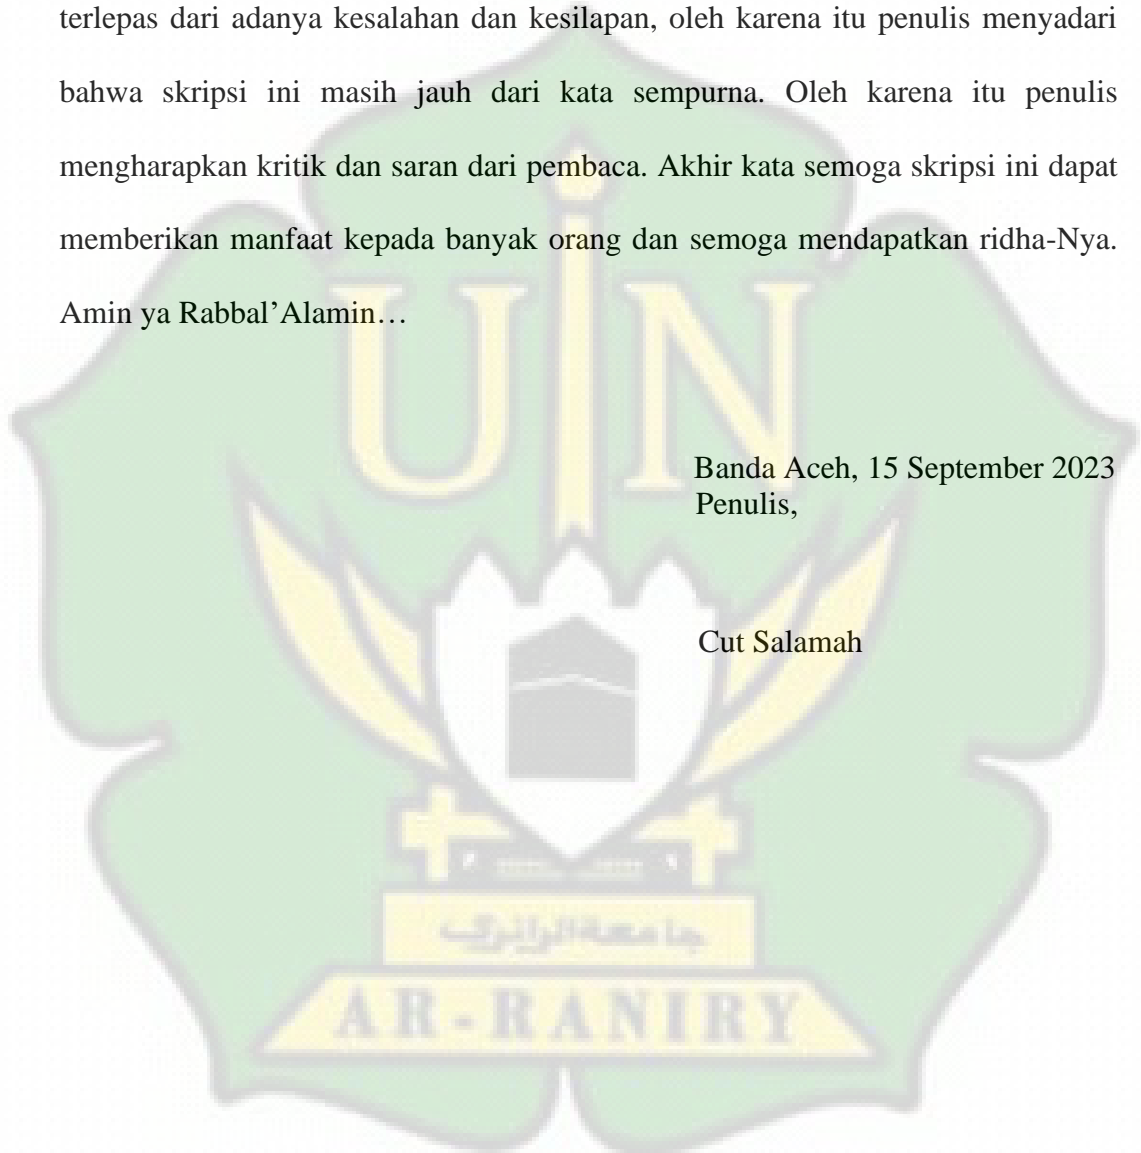 terlepas dari adanya kesalahan dan kesilapan, oleh karena itu penulis menyadari
bahwa skripsi ini masih jauh dari kata sempurna. Oleh karena itu penulis
mengharapkan kritik dan saran dari pembaca. Akhir kata semoga skripsi ini dapat
memberikan manfaat kepada banyak orang dan semoga mendapatkan ridha-Nya.
Amin ya Rabbal’Alamin…
UIN
Banda Aceh, 15 September 2023
Penulis,
Cut Salamah
جامعة الرانري
AR-RANIRY